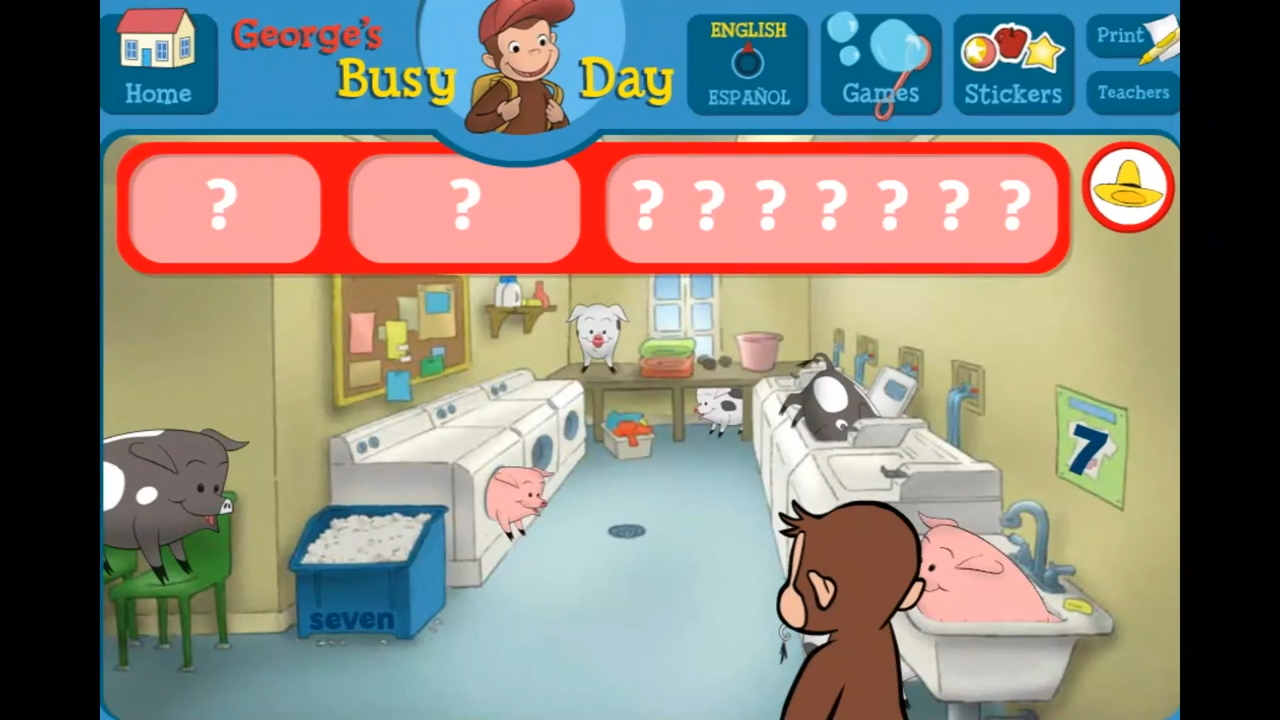 George's
Busy Day
Home
ENGLISH
ESPAÑOL
Games
Stickers
Print
Teachers
? ? ? ? ? ? ? ? ?
7
seven